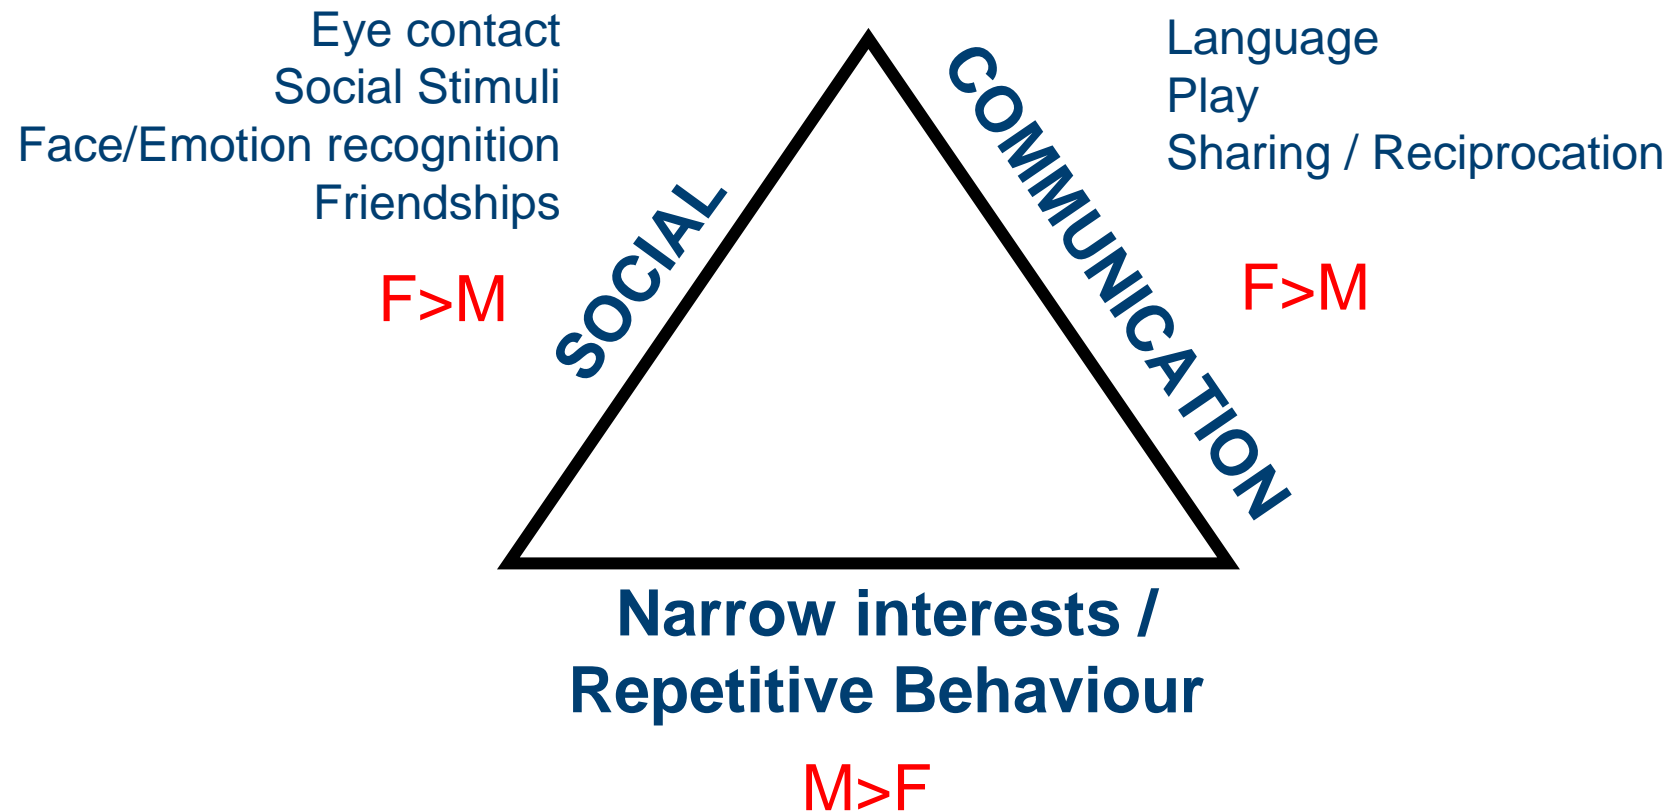 Eye contact
Social Stimuli
Face/Emotion recognition
Friendships
F>M
SOCIAL
COMMUNICATION
Language
Play
Sharing / Reciprocation
F>M
Narrow interests /
Repetitive Behaviour
M>F